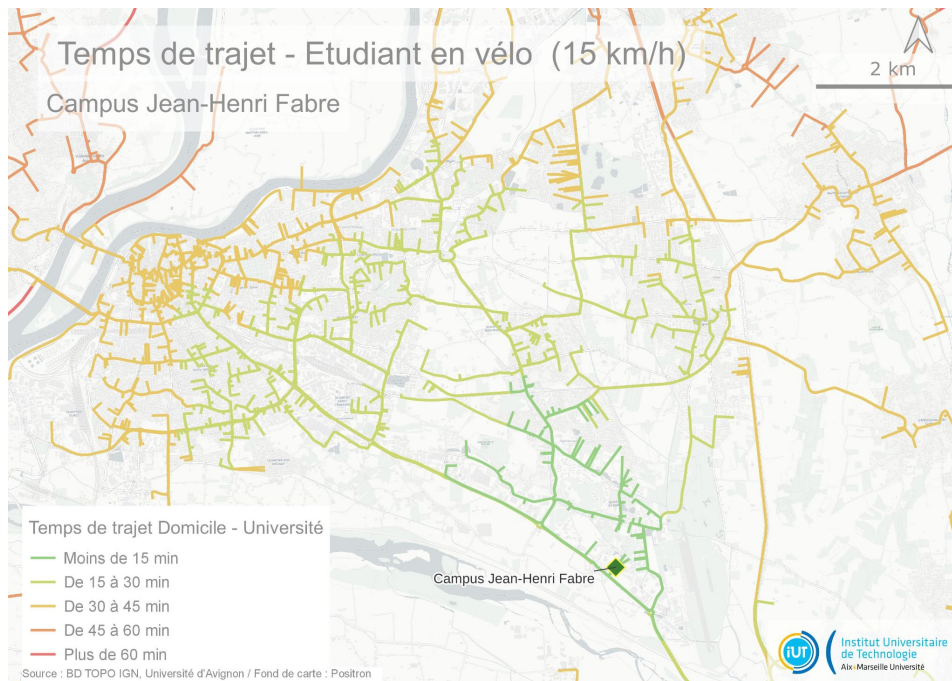 Temps de trajet - Etudiant en vélo (15 km/h)
Campus Jean-Henri Fabre
2 km
Campus Jean-Henri Fabre
Temps de trajet Domicile - Université
Moins de 15 min
De 15 à 30 min
De 30 à 45 min
De 45 à 60 min
Plus de 60 min
Source : BD TOPO IGN, Université d'Avignon / Fond de carte : Positron
iUT
Institut Universitaire
de Technologie
Aix-Marseille Université